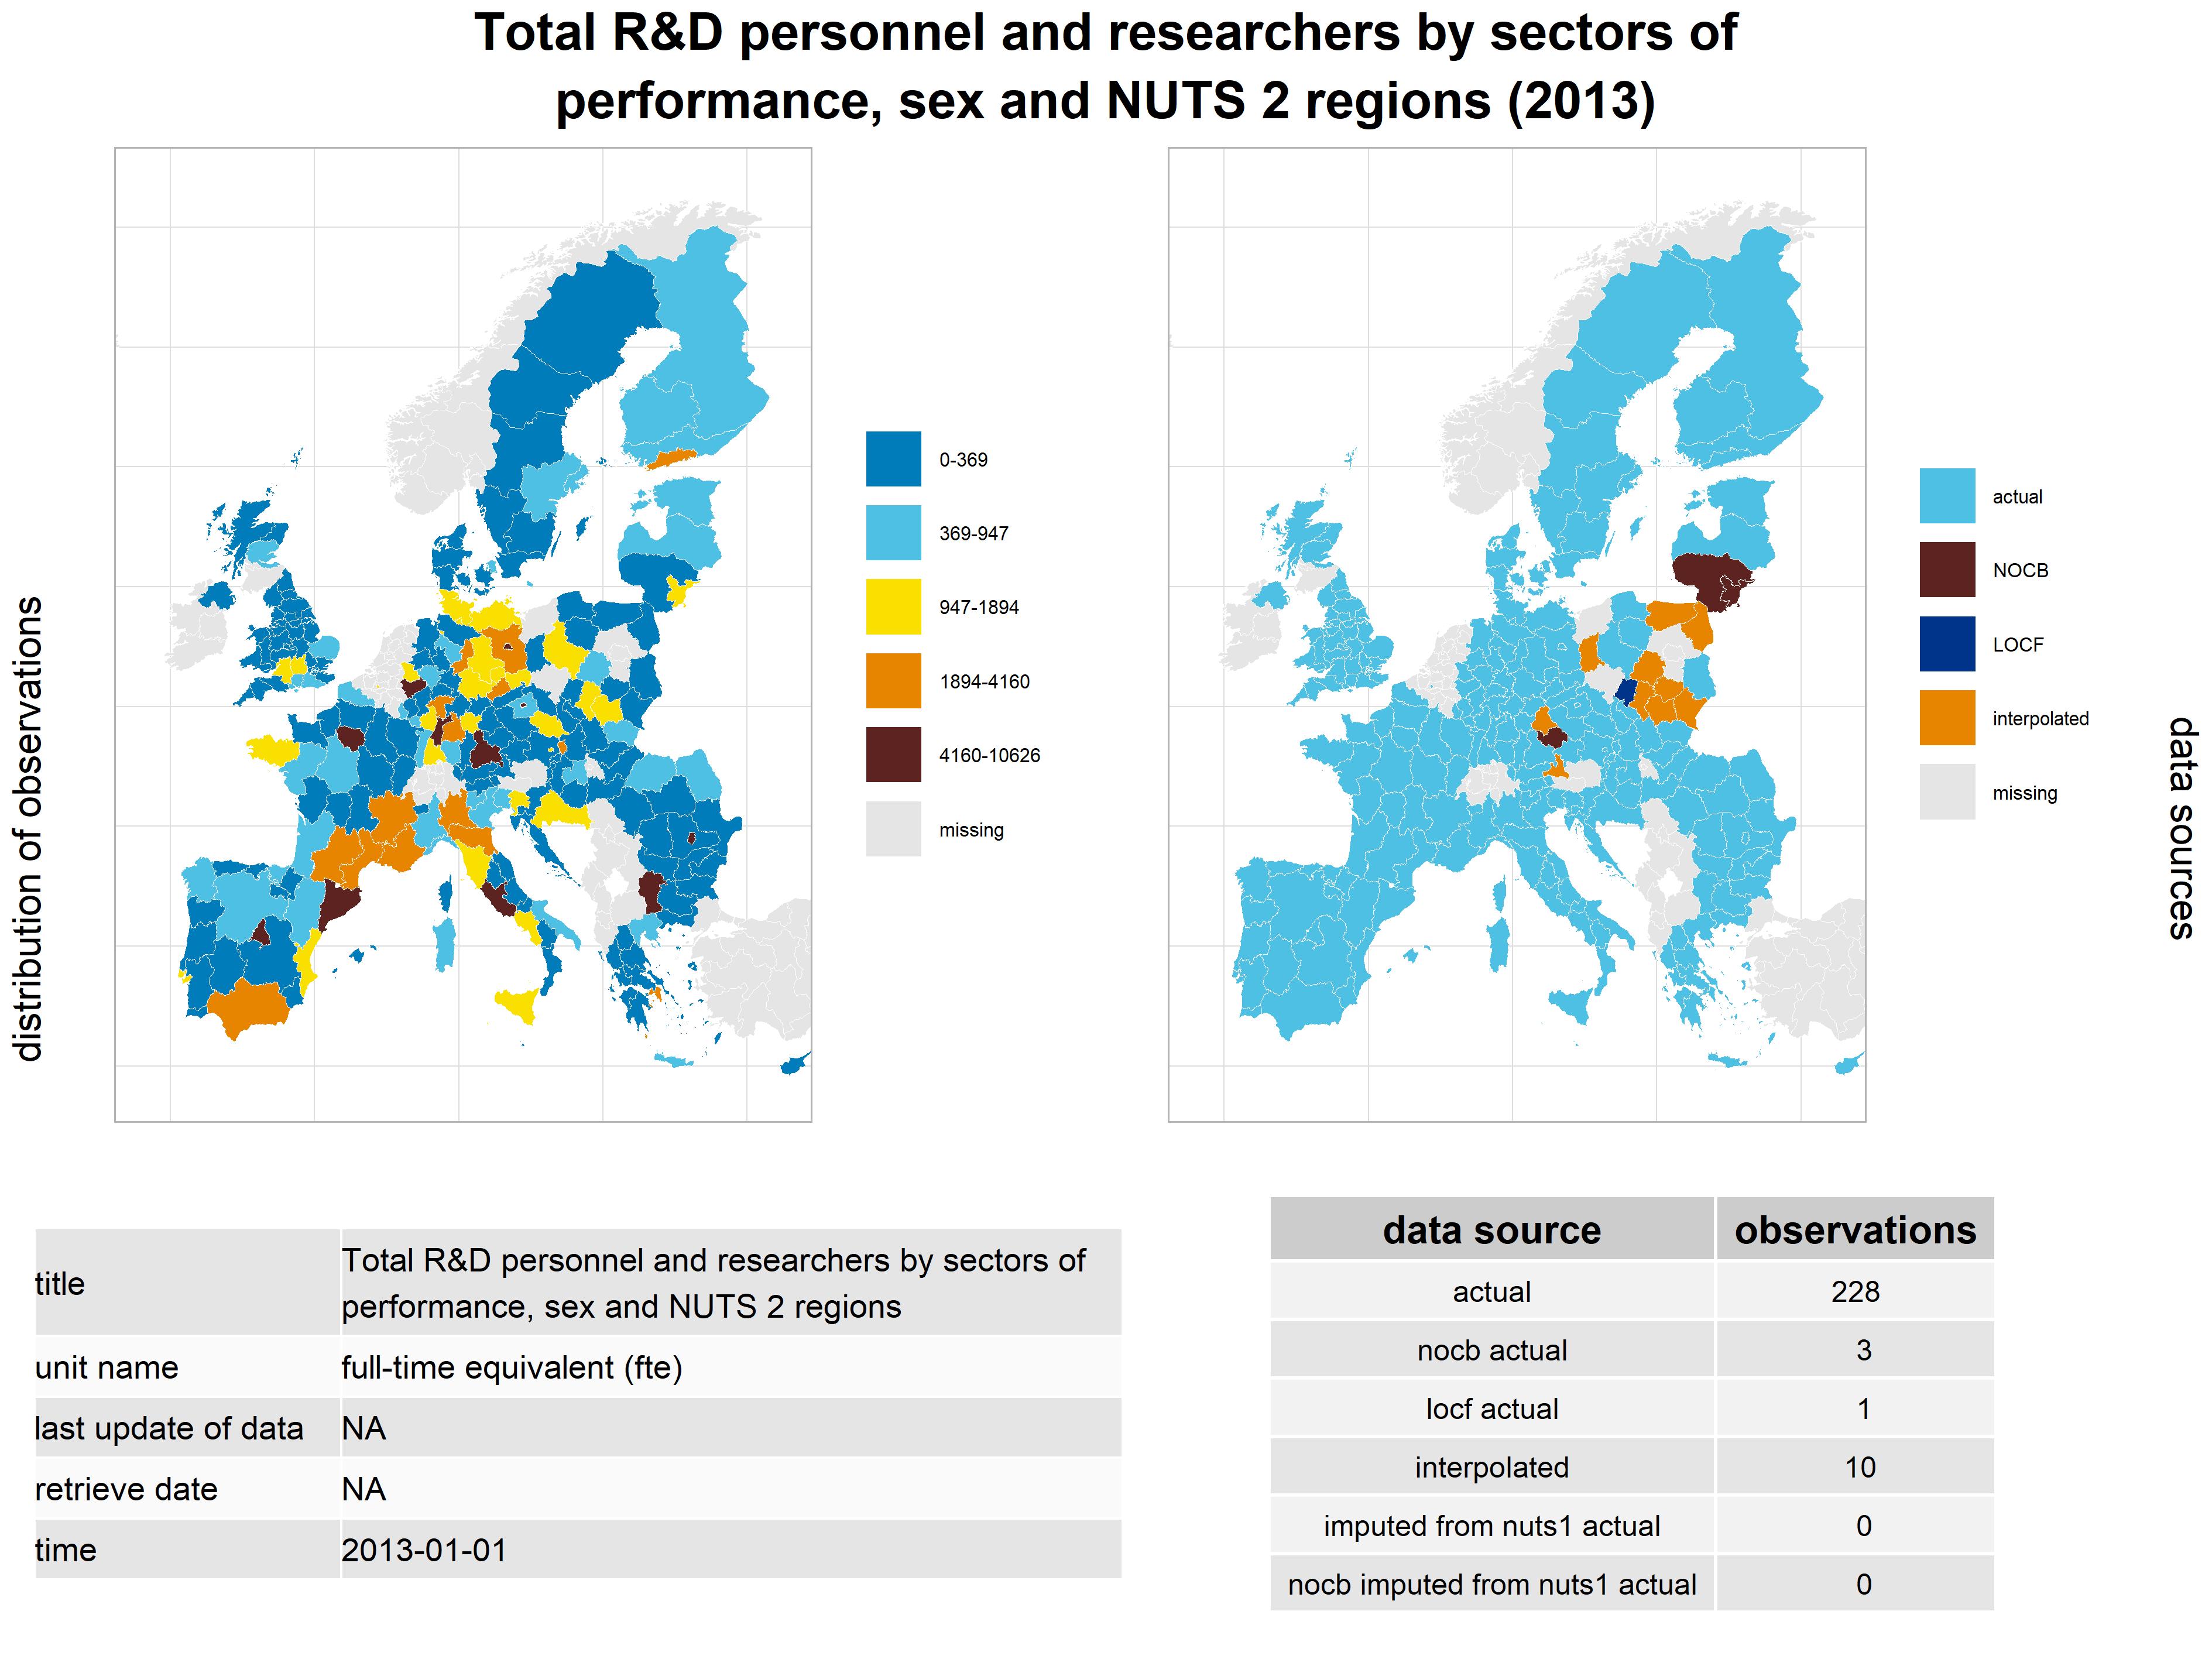 Total R&D personnel and researchers by sectors of
performance, sex and NUTS 2 regions (2013)
distribution of observations
0-369
369-947
947-1894
1894-4160
4160-10626
missing
actual
NOCB
LOCF
interpolated
missing
data sources
title
Total R&D personnel and researchers by sectors of
performance, sex and NUTS 2 regions
unit name
full-time equivalent (fte)
last update of data
NA
retrieve date
NA
time
2013-01-01
data source observations
actual 228
nocb actual 3
locf actual 1
interpolated 10
imputed from nuts1 actual 0
nocb imputed from nuts1 actual 0